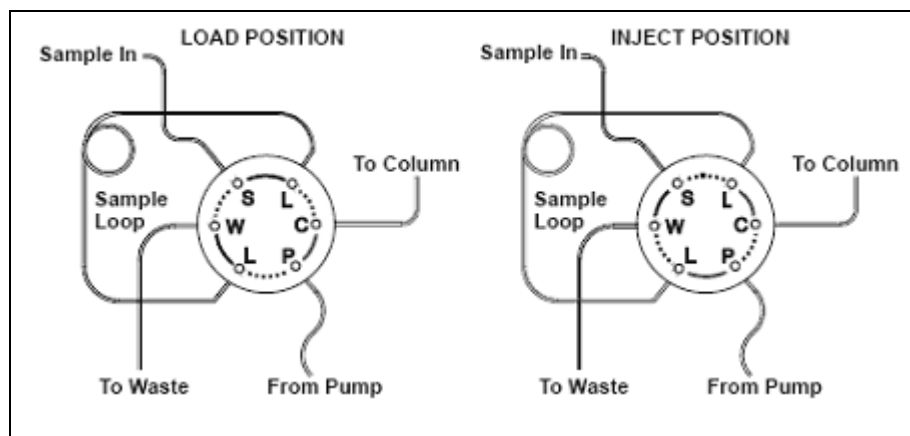 LOAD POSITION
Sample In
To Column
Sample
Loop
S
L
W
C
L
P
To Waste
From Pump
INJECT POSITION
Sample In
To Column
Sample
Loop
S
L
W
C
L
P
To Waste
From Pump